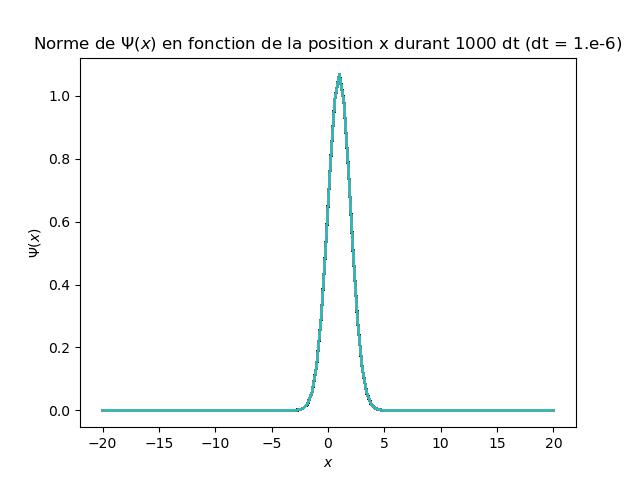 Norme de Ψ(x) en fonction de la position x durant 1000 dt (dt = 1.e-6)
1.0
0.8
0.6
0.4
0.2
0.0
Ψ(x)
−20 −15 −10 −5 0 5 10 15 20
x